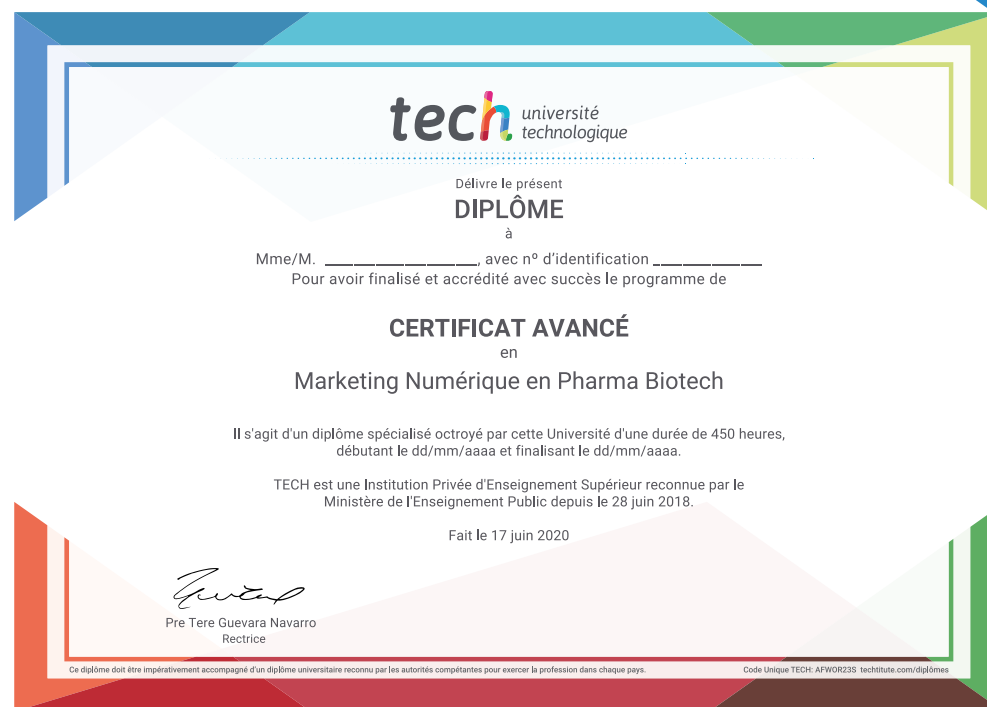 tech université
technologique
Délivre le présent
DIPLÔME
à
Mme/M. ____________, avec nº d'identification ____________
Pour avoir finalisé et accrédité avec succès le programme de
CERTIFICAT AVANCÉ
en
Marketing Numérique en Pharma Biotech
Il s'agit d'un diplôme spécialisé octroyé par cette Université d'une durée de 450 heures,
débutant le dd/mm/aaaa et finalisant le dd/mm/aaaa.
TECH est une Institution Privée d'Enseignement Supérieur reconnue par le
Ministère de l'Enseignement Public depuis le 28 juin 2018.
Fait le 17 juin 2020
Pre Tere Guevara Navarro
Rectrice
Ce diplôme doit être impérativement accompagné d'un diplôme universitaire reconnu par les autorités compétentes pour exercer la profession dans chaque pays.
Code Unique TECH: AFWOR23S techtitute.com/diplômes